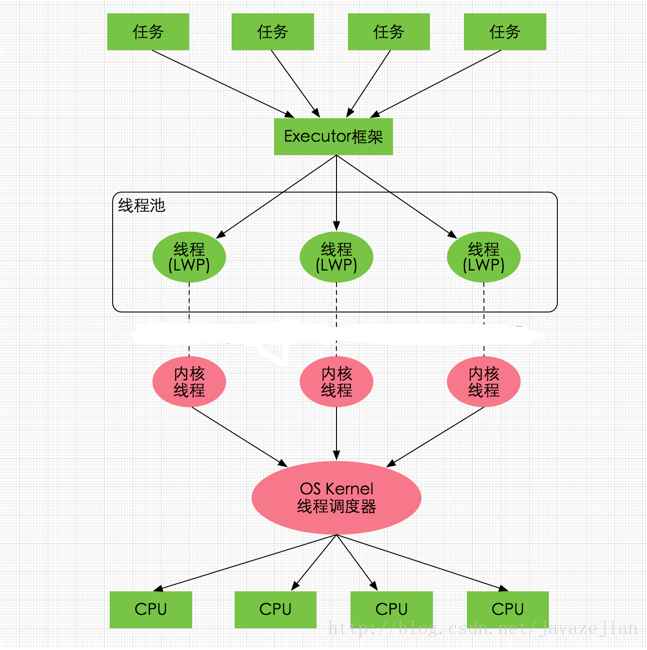 任务 任务 任务 任务
Executor框架
线程池
线程 线程 线程
(LWP) (LWP) (LWP)
内核 内核 内核
线程 线程 线程
OS Kernel
线程调度器
CPU CPU CPU CPU
http://blog.csdn.net/javazejian